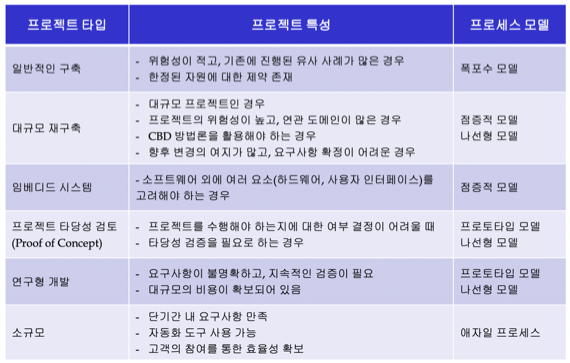 프로젝트 타입 프로젝트 특성 프로세스 모델
일반적인 구축
- 위험성이 적고, 기존에 진행된 유사 사례가 많은 경우
- 한정된 자원에 대한 제약 존재
폭포수 모델
대규모 재구축
- 대규모 프로젝트인 경우
- 프로젝트의 위험성이 높고, 연관 도메인이 많은 경우
- CBD 방법론을 활용해야 하는 경우
- 향후 변경의 여지가 많고, 요구사항 확정이 어려운 경우
점증적 모델
나선형 모델
임베디드 시스템
- 소프트웨어 외에 여러 요소(하드웨어, 사용자 인터페이스)를
고려해야 하는 경우
점증적 모델
프로젝트 타당성 검토
(Proof of Concept)
- 프로젝트를 수행해야 하는지에 대한 여부 결정이 어려울 때
- 타당성 검증을 필요로 하는 경우
프로토타입 모델
나선형 모델
연구형 개발
- 요구사항이 불명확하고, 지속적인 검증이 필요
- 대규모의 비용이 확보되어 있음
프로토타입 모델
나선형 모델
소규모
- 단기간 내 요구사항 만족
- 자동화 도구 사용 가능
- 고객의 참여를 통한 효율성 확보
애자일 프로세스